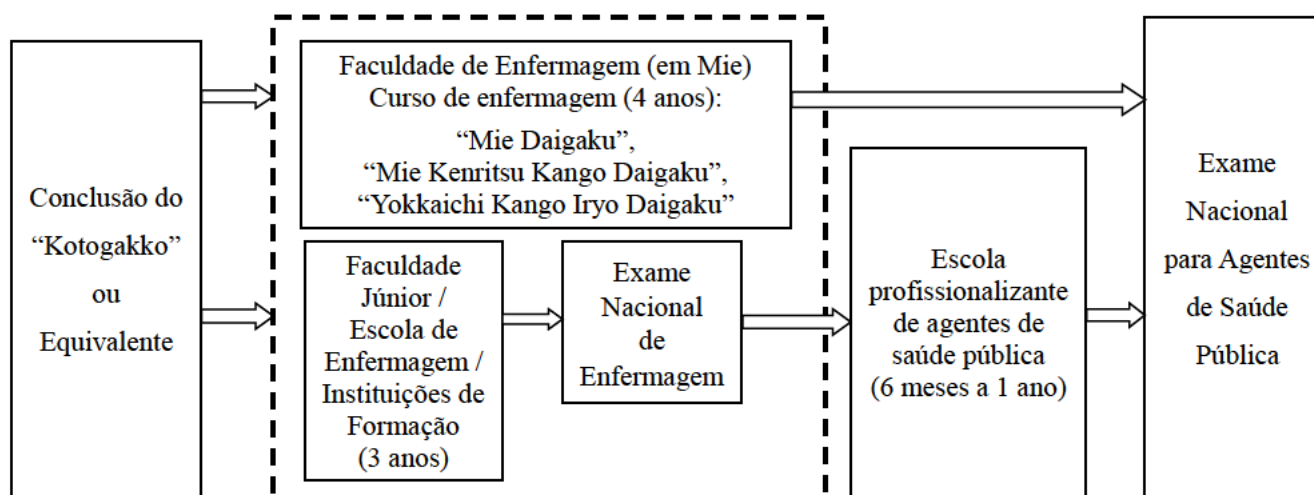 Conclusão do
“Kotogakko”
ou
Equivalente
Faculdade de Enfermagem (em Mie)
Curso de enfermagem (4 anos):
“Mie Daigaku”,
“Mie Kenritsu Kango Daigaku”,
“Yokkaichi Kango Iryo Daigaku”
Faculdade
Júnior /
Escola de
Enfermagem /
Instituições de
Formação
(3 anos)
Exame
Nacional
de
Enfermagem
Escola
profissionalizante
de agentes de
saúde pública
(6 meses a 1 ano)
Exame
Nacional
para Agentes
de Saúde
Pública